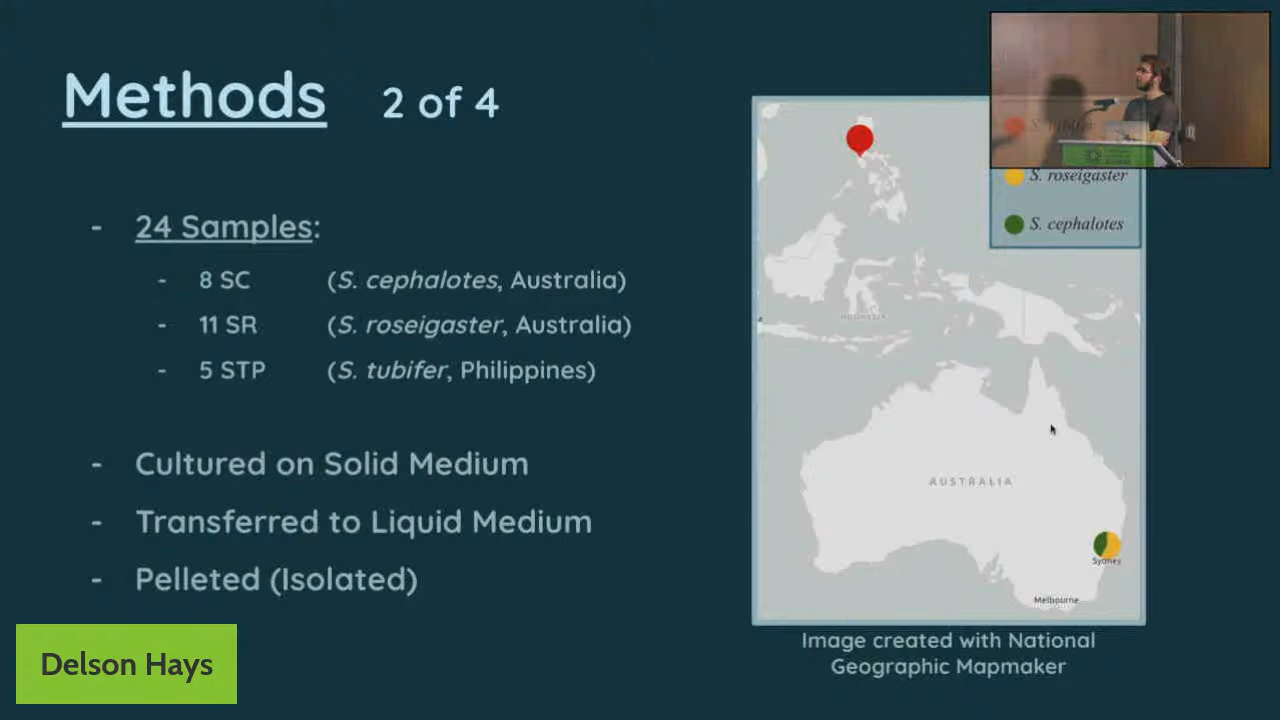 Methods 2 of 4
- 24 Samples:
- 8 SC (S. cephalotes, Australia)
- 11 SR (S. roseigaster, Australia)
- 5 STP (S. tubifer, Philippines)
- Cultured on Solid Medium
- Transferred to Liquid Medium
- Pelleted (Isolated)
S. tubifer
S. roseigaster
S. cephalotes
INDONESIA
AUSTRALIA
Sydney
Melbourne
Image created with National
Geographic Mapmaker
Delson Hays